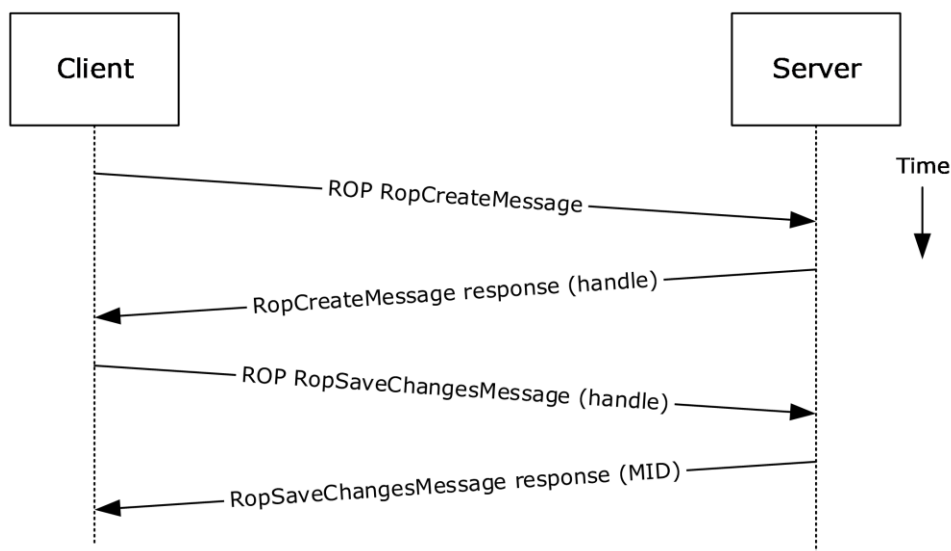 Client
Server
Time
ROP RopCreateMessage
RopCreateMessage response (handle)
ROP RopSaveChangesMessage (handle)
RopSaveChangesMessage response (MID)